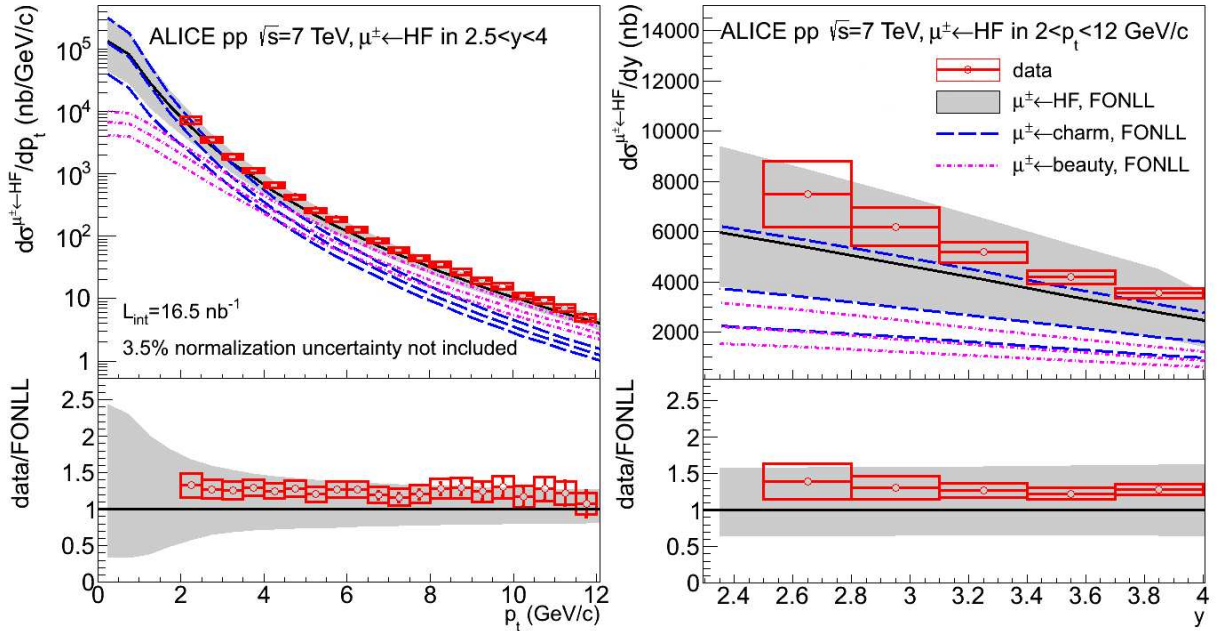 dσ^{μ±←HF}/dp_t (nb/GeV/c)
10^5
10^4
10^3
10^2
10
1
ALICE pp √s=7 TeV, μ^±←HF in 2.5<y<4
L_int=16.5 nb^-1
3.5% normalization uncertainty not included
data/FONLL
2.5
2
1.5
1
0.5
0
0 2 4 6 8 10 12
p_t (GeV/c)
dσ^{μ±←HF}/dy (nb)
14000
12000
10000
8000
6000
4000
2000
ALICE pp √s=7 TeV, μ^±←HF in 2<p_t<12 GeV/c
data
μ^±←HF, FONLL
μ^±←charm, FONLL
μ^±←beauty, FONLL
data/FONLL
2.5
2
1.5
1
0.5
0
2.4 2.6 2.8 3 3.2 3.4 3.6 3.8 4
y